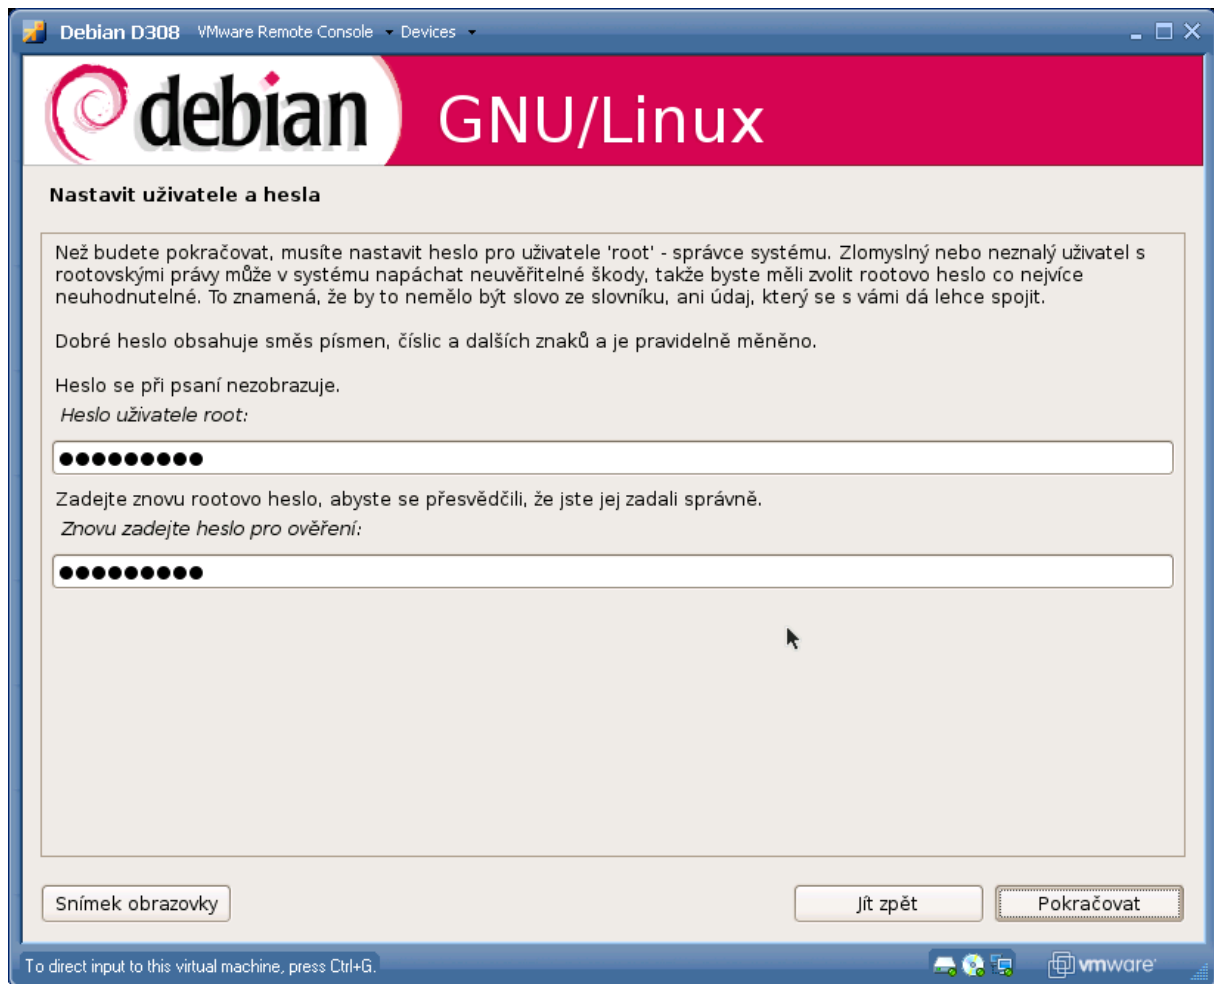 Debian D308 VMware Remote Console Devices
debian GNU/Linux
Nastavit uživatele a hesla
Než budete pokračovat, musíte nastavit heslo pro uživatele 'root' - správce systému. Zlomyslný nebo neznalý uživatel s
rootovskými právy může v systému napáchat neuvěřitelné škody, takže byste měli zvolit rootovo heslo co nejvíce
neuhodnutelné. To znamená, že by to nemělo být slovo ze slovníku, ani údaj, který se s vámi dá lehce spojit.
Dobré heslo obsahuje směs písmen, číslic a dalších znaků a je pravidelně měněno.
Heslo se při psaní nezobrazuje.
Heslo uživatele root:
●●●●●●●●●
Zadejte znovu rootovo heslo, abyste se přesvědčili, že jste jej zadali správně.
Znovu zadejte heslo pro ověření:
●●●●●●●●●
Snímek obrazovky Jít zpět Pokračovat
To direct input to this virtual machine, press Ctrl+G. vmware